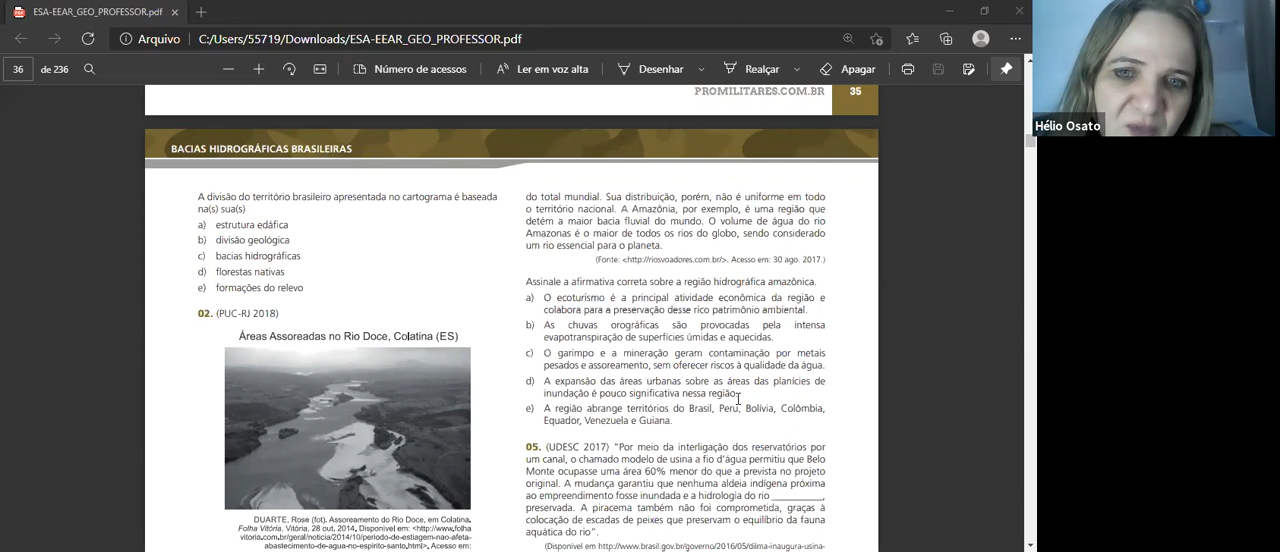 ESA-EEAR_GEO_PROFESSOR.pdf
Arquivo
C:/Users/55719/Downloads/ESA-EEAR_GEO_PROFESSOR.pdf
36
de 236
Número de acessos
Ler em voz alta
Desenhar
Realçar
Apagar
Hélio Osato
PROMILITARES.COM.BR
35
BACIAS HIDROGRÁFICAS BRASILEIRAS
A divisão do território brasileiro apresentada no cartograma é baseada
na(s) sua(s)
a) estrutura edáfica
b) divisão geológica
c) bacias hidrográficas
d) florestas nativas
e) formações do relevo
02. (PUC-RJ 2018)
Áreas Assoreadas no Rio Doce, Colatina (ES)
DUARTE, Rose (fot). Assoreamento do Rio Doce, em Colatina.
Folha Vitória, Vitória, 28 out, 2014. Disponível em: <http://www.folha
vitoria.com.br/geral/noticia/2014/10/periodo-de-estiagem-nao-afeta-
abastecimento-de-agua-no-espirito-santo.html>. Acesso em:
do total mundial. Sua distribuição, porém, não é uniforme em todo
o território nacional. A Amazônia, por exemplo, é uma região que
detém a maior bacia fluvial do mundo. O volume de água do rio
Amazonas é o maior de todos os rios do globo, sendo considerado
um rio essencial para o planeta.
(Fonte: <http://riosvoadores.com.br/>. Acesso em: 30 ago. 2017.)
Assinale a afirmativa correta sobre a região hidrográfica amazônica.
a) O ecoturismo é a principal atividade econômica da região e
colabora para a preservação desse rico patrimônio ambiental.
b) As chuvas orográficas são provocadas pela intensa
evapotranspiração de superfícies úmidas e aquecidas.
c) O garimpo e a mineração geram contaminação por metais
pesados e assoreamento, sem oferecer riscos à qualidade da água.
d) A expansão das áreas urbanas sobre as áreas das planícies de
inundação é pouco significativa nessa região.
e) A região abrange territórios do Brasil, Peru, Bolívia, Colômbia,
Equador, Venezuela e Guiana.
05. (UDESC 2017) "Por meio da interligação dos reservatórios por
um canal, o chamado modelo de usina a fio d'água permitiu que Belo
Monte ocupasse uma área 60% menor do que a prevista no projeto
original. A mudança garantiu que nenhuma aldeia indígena próxima
ao empreendimento fosse inundada e a hidrologia do rio _________,
preservada. A piracema também não foi comprometida, graças à
colocação de escadas de peixes que preservam o equilíbrio da fauna
aquática do rio".
(Disponível em http://www.brasil.gov.br/governo/2016/05/dilma-inaugura-usina-